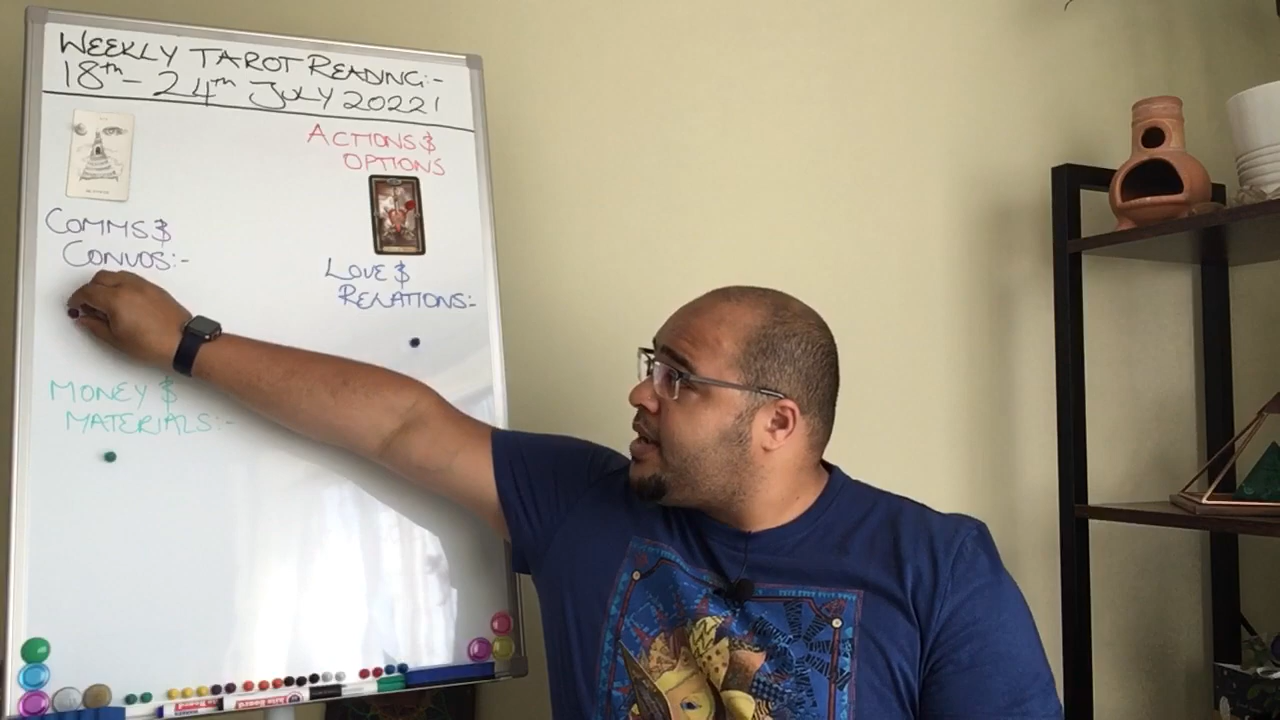 WEEKLY TAROT READING:-
18th - 24th JULY 2022!
ACTIONS &
OPTIONS
COMMS &
CONVOS:-
LOVE &
RELATIONS:-
MONEY &
MATERIALS:-